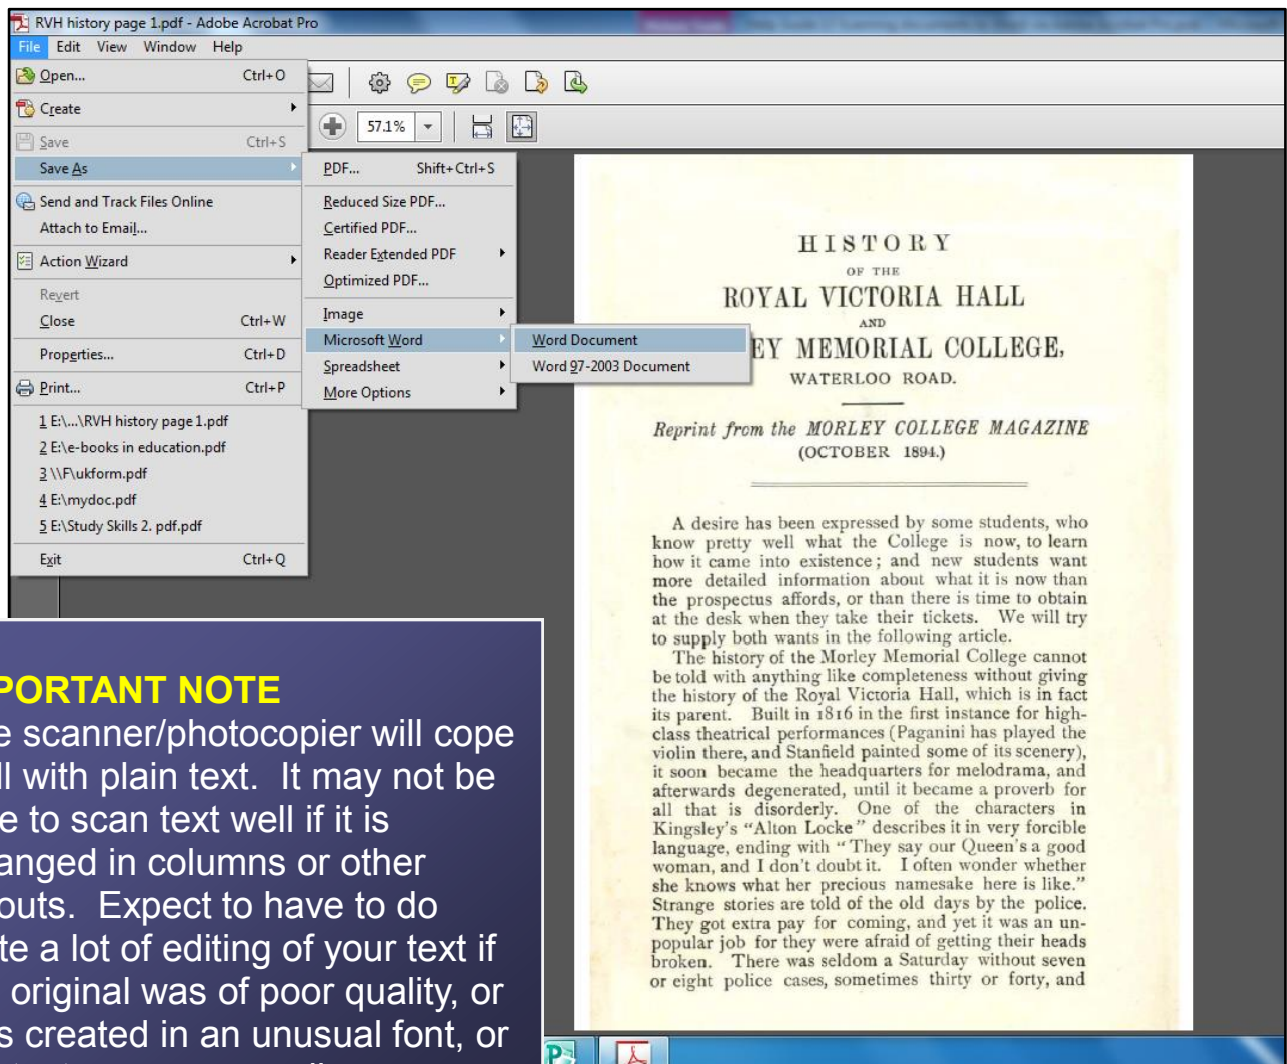 RVH history page 1.pdf - Adobe Acrobat Pro
File Edit View Window Help
Open... Ctrl+O
Create
Save Ctrl+S
Save As
Send and Track Files Online
Attach to Email...
Action Wizard
Revert
Close Ctrl+W
Properties... Ctrl+D
Print... Ctrl+P
1 E:\...\RVH history page 1.pdf
2 E:\e-books in education.pdf
3 \\F\ukform.pdf
4 E:\mydoc.pdf
5 E:\Study Skills 2. pdf.pdf
Exit Ctrl+Q
57.1%
PDF... Shift+Ctrl+S
Reduced Size PDF...
Certified PDF...
Reader Extended PDF
Optimized PDF...
Image
Microsoft Word
Spreadsheet
More Options
Word Document
Word 97-2003 Document
HISTORY
OF THE
ROYAL VICTORIA HALL
AND
EY MEMORIAL COLLEGE,
WATERLOO ROAD.
Reprint from the MORLEY COLLEGE MAGAZINE
(OCTOBER 1894.)
A desire has been expressed by some students, who
know pretty well what the College is now, to learn
how it came into existence; and new students want
more detailed information about what it is now than
the prospectus affords, or than there is time to obtain
at the desk when they take their tickets. We will try
to supply both wants in the following article.
The history of the Morley Memorial College cannot
be told with anything like completeness without giving
the history of the Royal Victoria Hall, which is in fact
its parent. Built in 1816 in the first instance for high-
class theatrical performances (Paganini has played the
violin there, and Stanfield painted some of its scenery),
it soon became the headquarters for melodrama, and
afterwards degenerated, until it became a proverb for
all that is disorderly. One of the characters in
Kingsley's "Alton Locke" describes it in very forcible
language, ending with "They say our Queen's a good
woman, and I don't doubt it. I often wonder whether
she knows what her precious namesake here is like."
Strange stories are told of the old days by the police.
They got extra pay for coming, and yet it was an un-
popular job for they were afraid of getting their heads
broken. There was seldom a Saturday without seven
or eight police cases, sometimes thirty or forty, and
PORTANT NOTE
e scanner/photocopier will cope
ll with plain text. It may not be
e to scan text well if it is
anged in columns or other
outs. Expect to have to do
te a lot of editing of your text if
original was of poor quality, or
s created in an unusual font, or